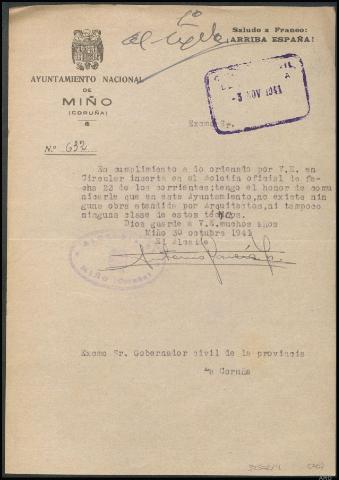 Saludo a Franco:
¡ARRIBA ESPAÑA!
AYUNTAMIENTO NACIONAL
DE
MIÑO
(CORUÑA)
-3 NOV 1941
Excmo Sr.
N.º 632
En cumplimiento a lo ordenado por V.E. en
Circular inserta en el Boletin oficial de fe-
cha 22 de los corrientes;tengo el honor de comu
nicarle que en este Ayuntamiento,no existe nin
guna obra atendida por Arquitectos,ni tampoco
ninguna clase de estos técnicos.
Dios guarde a V.E.muchos años
Miño 30 octubre 1941
El Alcalde
ALCALDIA
MIÑO (CORUÑA)
Excmo Sr. Gobernador civil de la provincia
Coruña